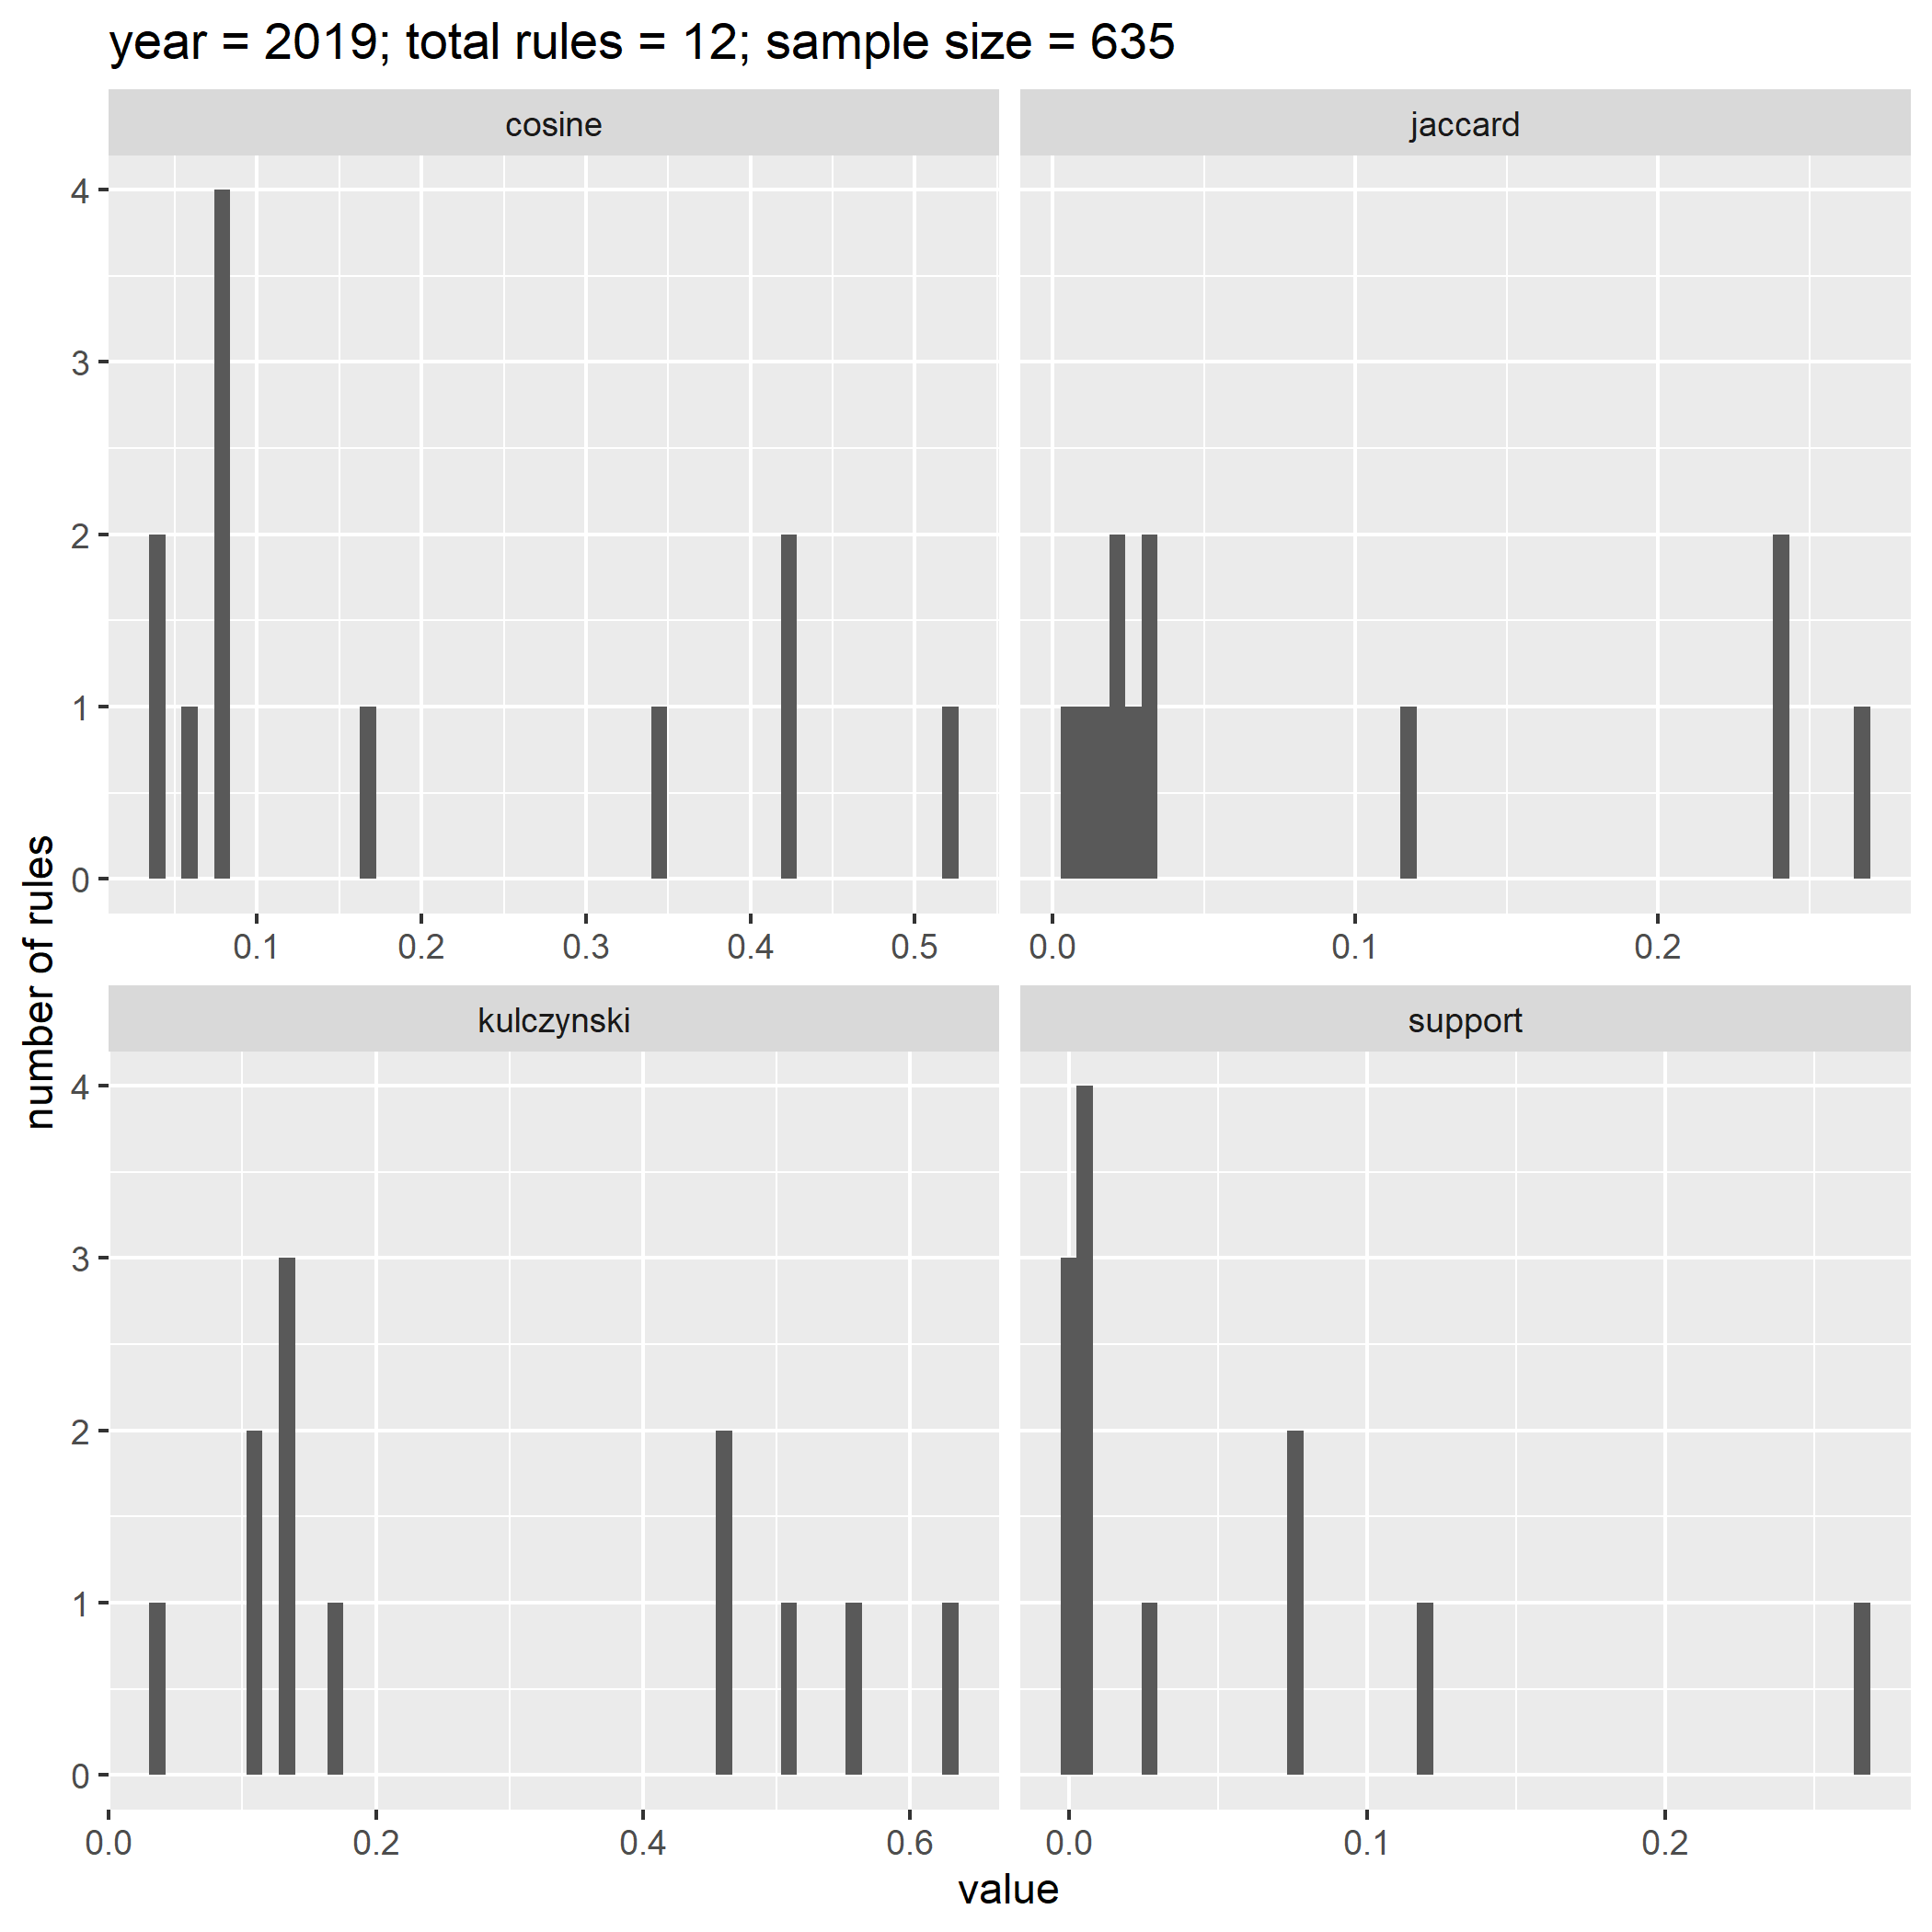 year = 2019; total rules = 12; sample size = 635
cosine
jaccard
4
3
2
1
0
0.1 0.2 0.3 0.4 0.5
0.0 0.1 0.2
number of rules
kulczynski
support
4
3
2
1
0
0.0 0.2 0.4 0.6
0.0 0.1 0.2
value